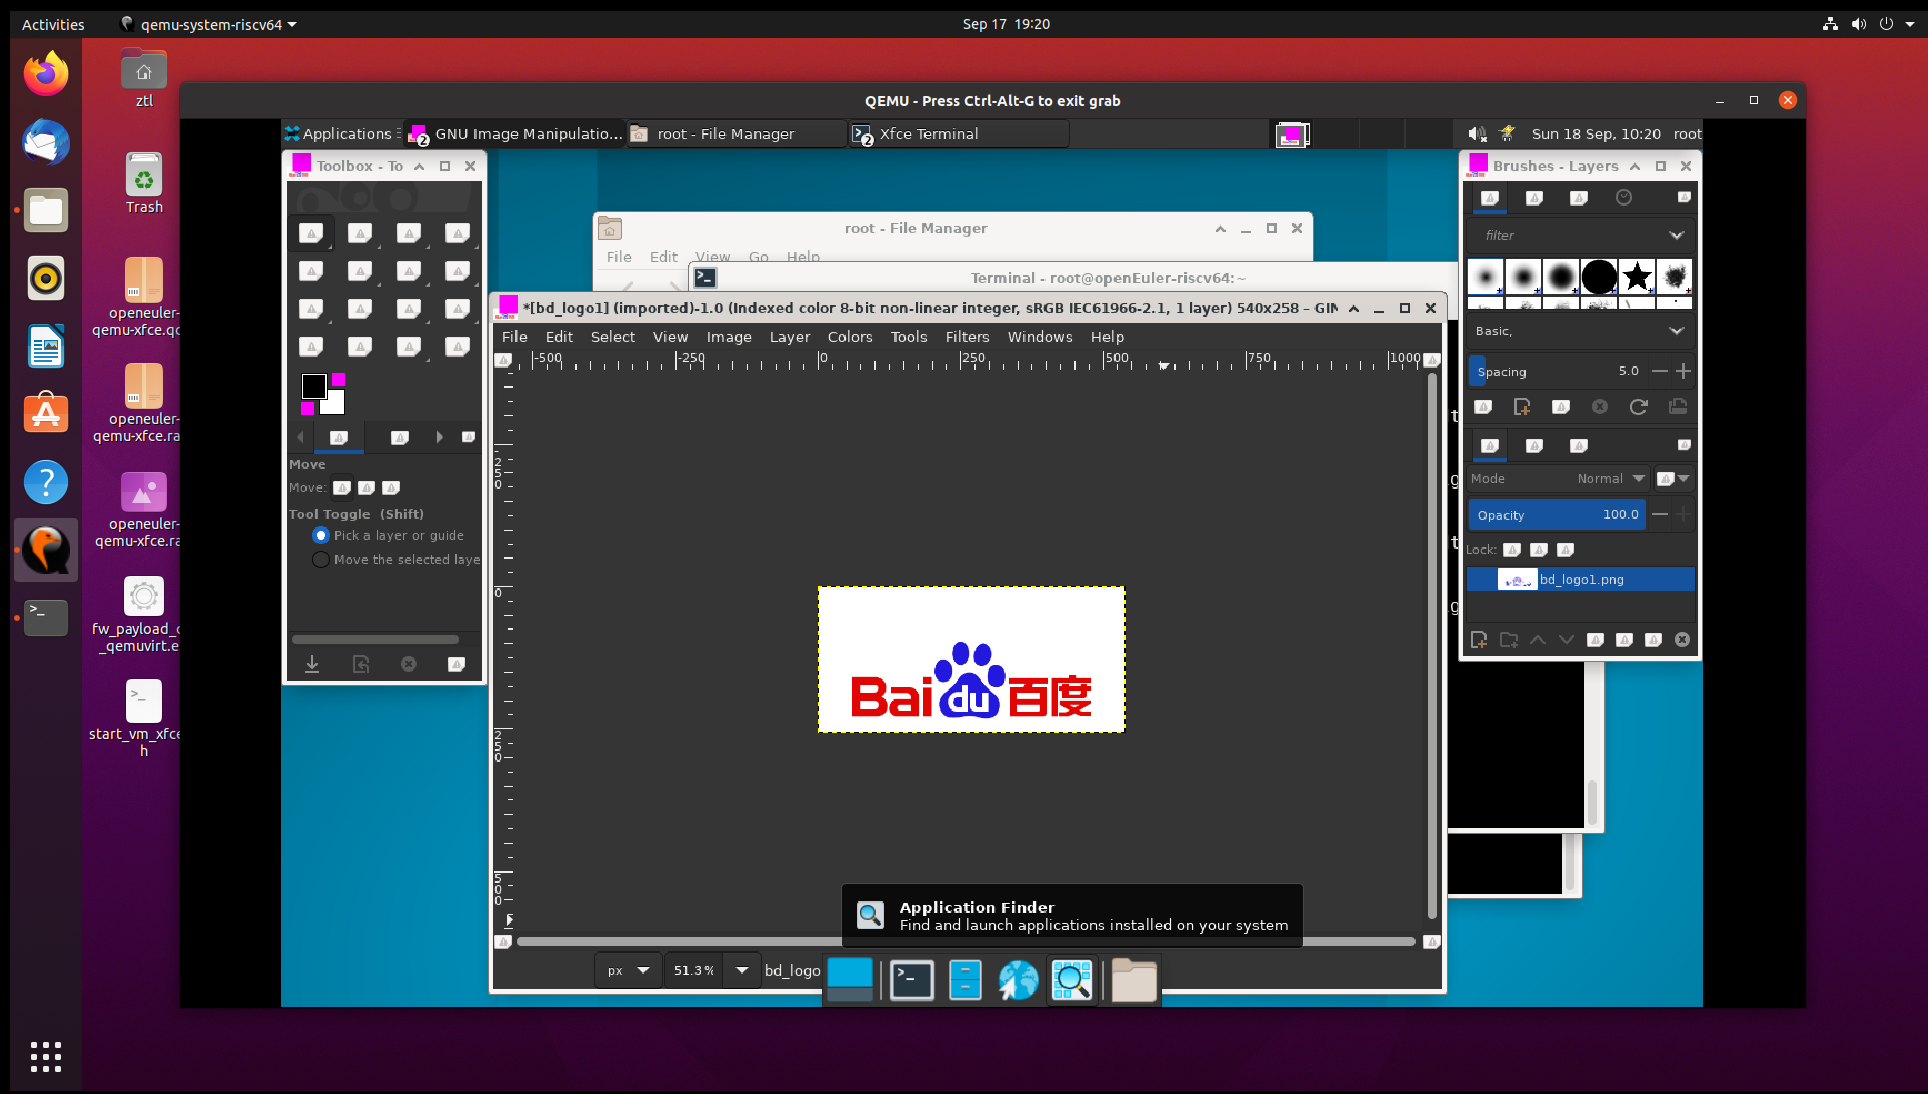 Activities
qemu-system-riscv64
Sep 17 19:20
ztl
Trash
openeuler-
qemu-xfce.qc
openeuler-
qemu-xfce.ra
openeuler-
qemu-xfce.ra
fw_payload_o
_qemuvirt.e
start_vm_xfce
h
QEMU - Press Ctrl-Alt-G to exit grab
Applications
2 GNU Image Manipulatio...
root - File Manager
2 Xfce Terminal
Sun 18 Sep, 10:20
root
Toolbox - To
Move
Move:
Tool Toggle (Shift)
Pick a layer or guide
Move the selected laye
root - File Manager
File Edit View Go Help
Terminal - root@openEuler-riscv64:~
*[bd_logo1] (imported)-1.0 (Indexed color 8-bit non-linear integer, sRGB IEC61966-2.1, 1 layer) 540x258 – GIM
File Edit Select View Image Layer Colors Tools Filters Windows Help
-500 -250 0 250 500 750 1000
250
0
250
500
Bai du 百度
Application Finder
Find and launch applications installed on your system
px
51.3%
bd_logo
Brushes - Layers
filter
Basic,
Spacing 5.0
Mode Normal
Opacity 100.0
Lock:
bd_logo1.png
t
g
t
g